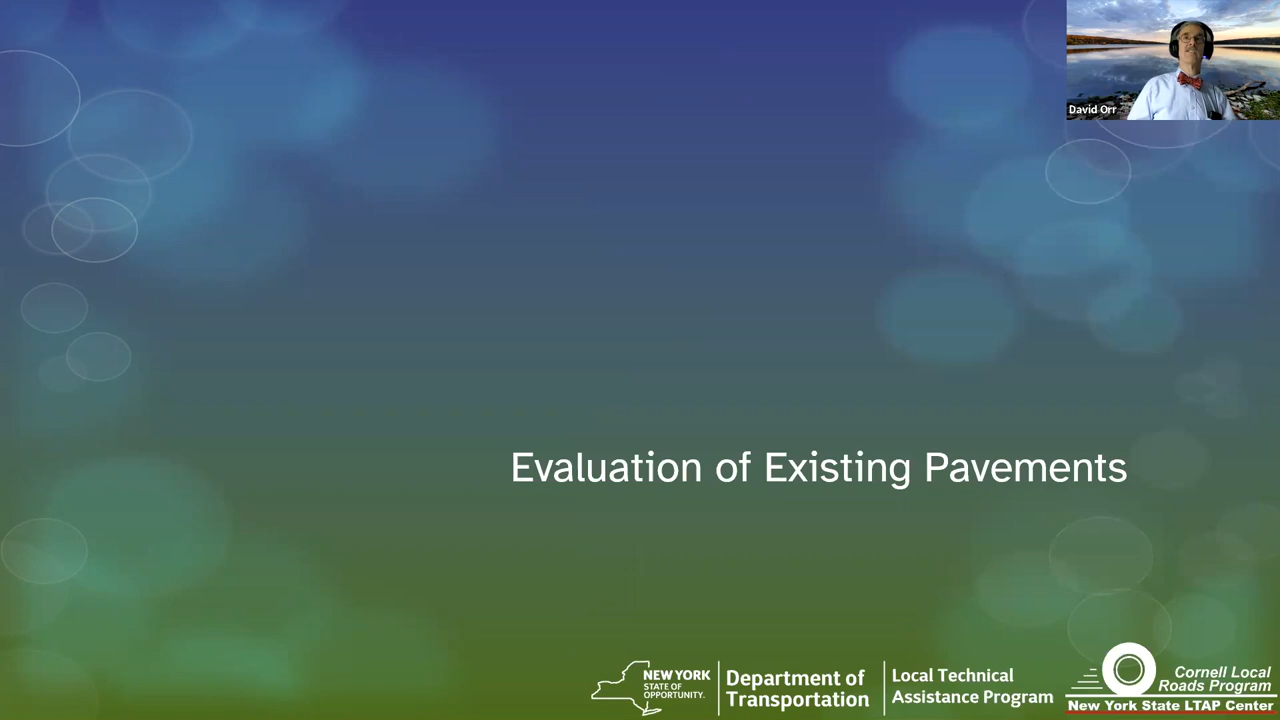 David Orr
Evaluation of Existing Pavements
NEW YORK
STATE OF
OPPORTUNITY.
Department of
Transportation
Local Technical
Assistance Program
Cornell Local
Roads Program
New York State LTAP Center